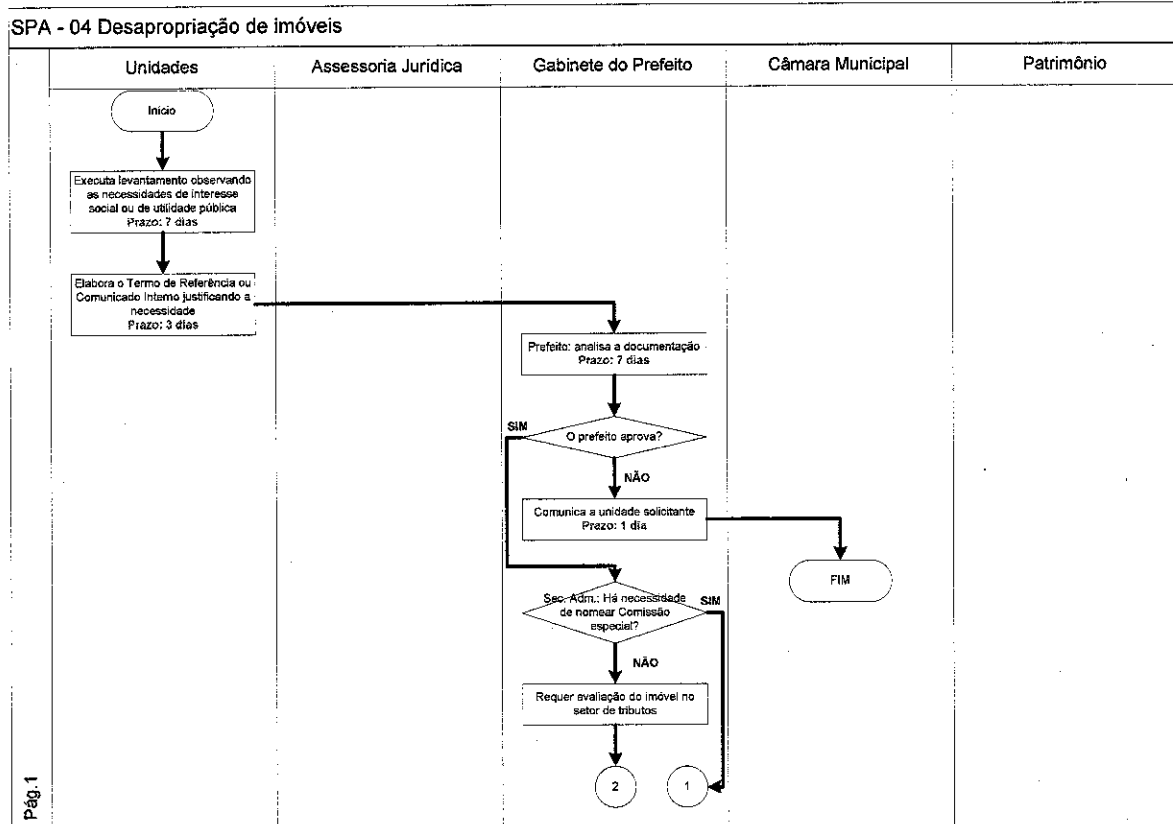 SPA - 04 Desapropriação de imóveis
Unidades
Assessoria Jurídica
Gabinete do Prefeito
Câmara Municipal
Patrimônio
Início
Executa levantamento observando
as necessidades de interesse
social ou de utilidade pública
Prazo: 7 dias
Elabora o Termo de Referência ou
Comunicado Interno justificando a
necessidade
Prazo: 3 dias
Prefeito: analisa a documentação
Prazo: 7 dias
SIM
O prefeito aprova?
NÃO
Comunica a unidade solicitante
Prazo: 1 dia
FIM
Sec. Adm.: Há necessidade
de nomear Comissão
especial?
SIM
NÃO
Requer avaliação do imóvel no
setor de tributos
2
1
Pág.1